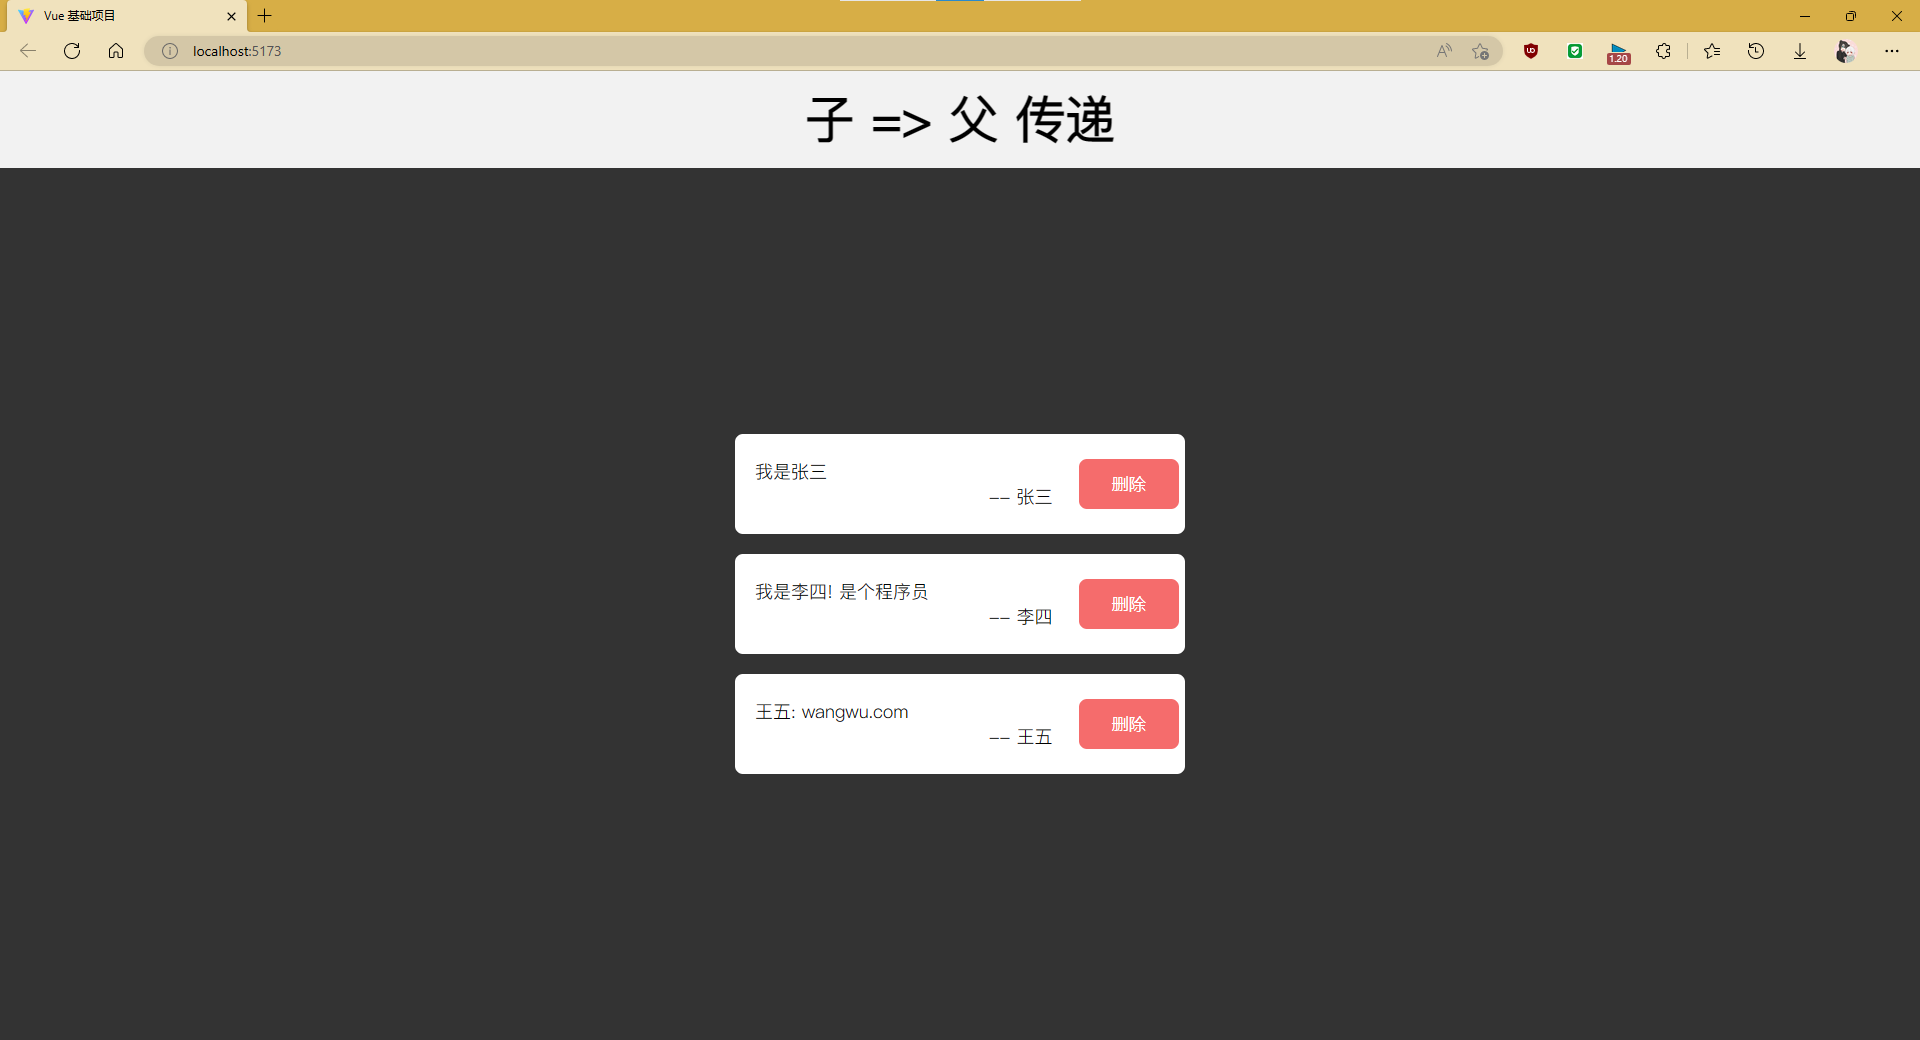 Vue 基础项目
localhost:5173
1.20
子 => 父 传递
我是张三
-- 张三
删除
我是李四! 是个程序员
-- 李四
删除
王五: wangwu.com
-- 王五
删除